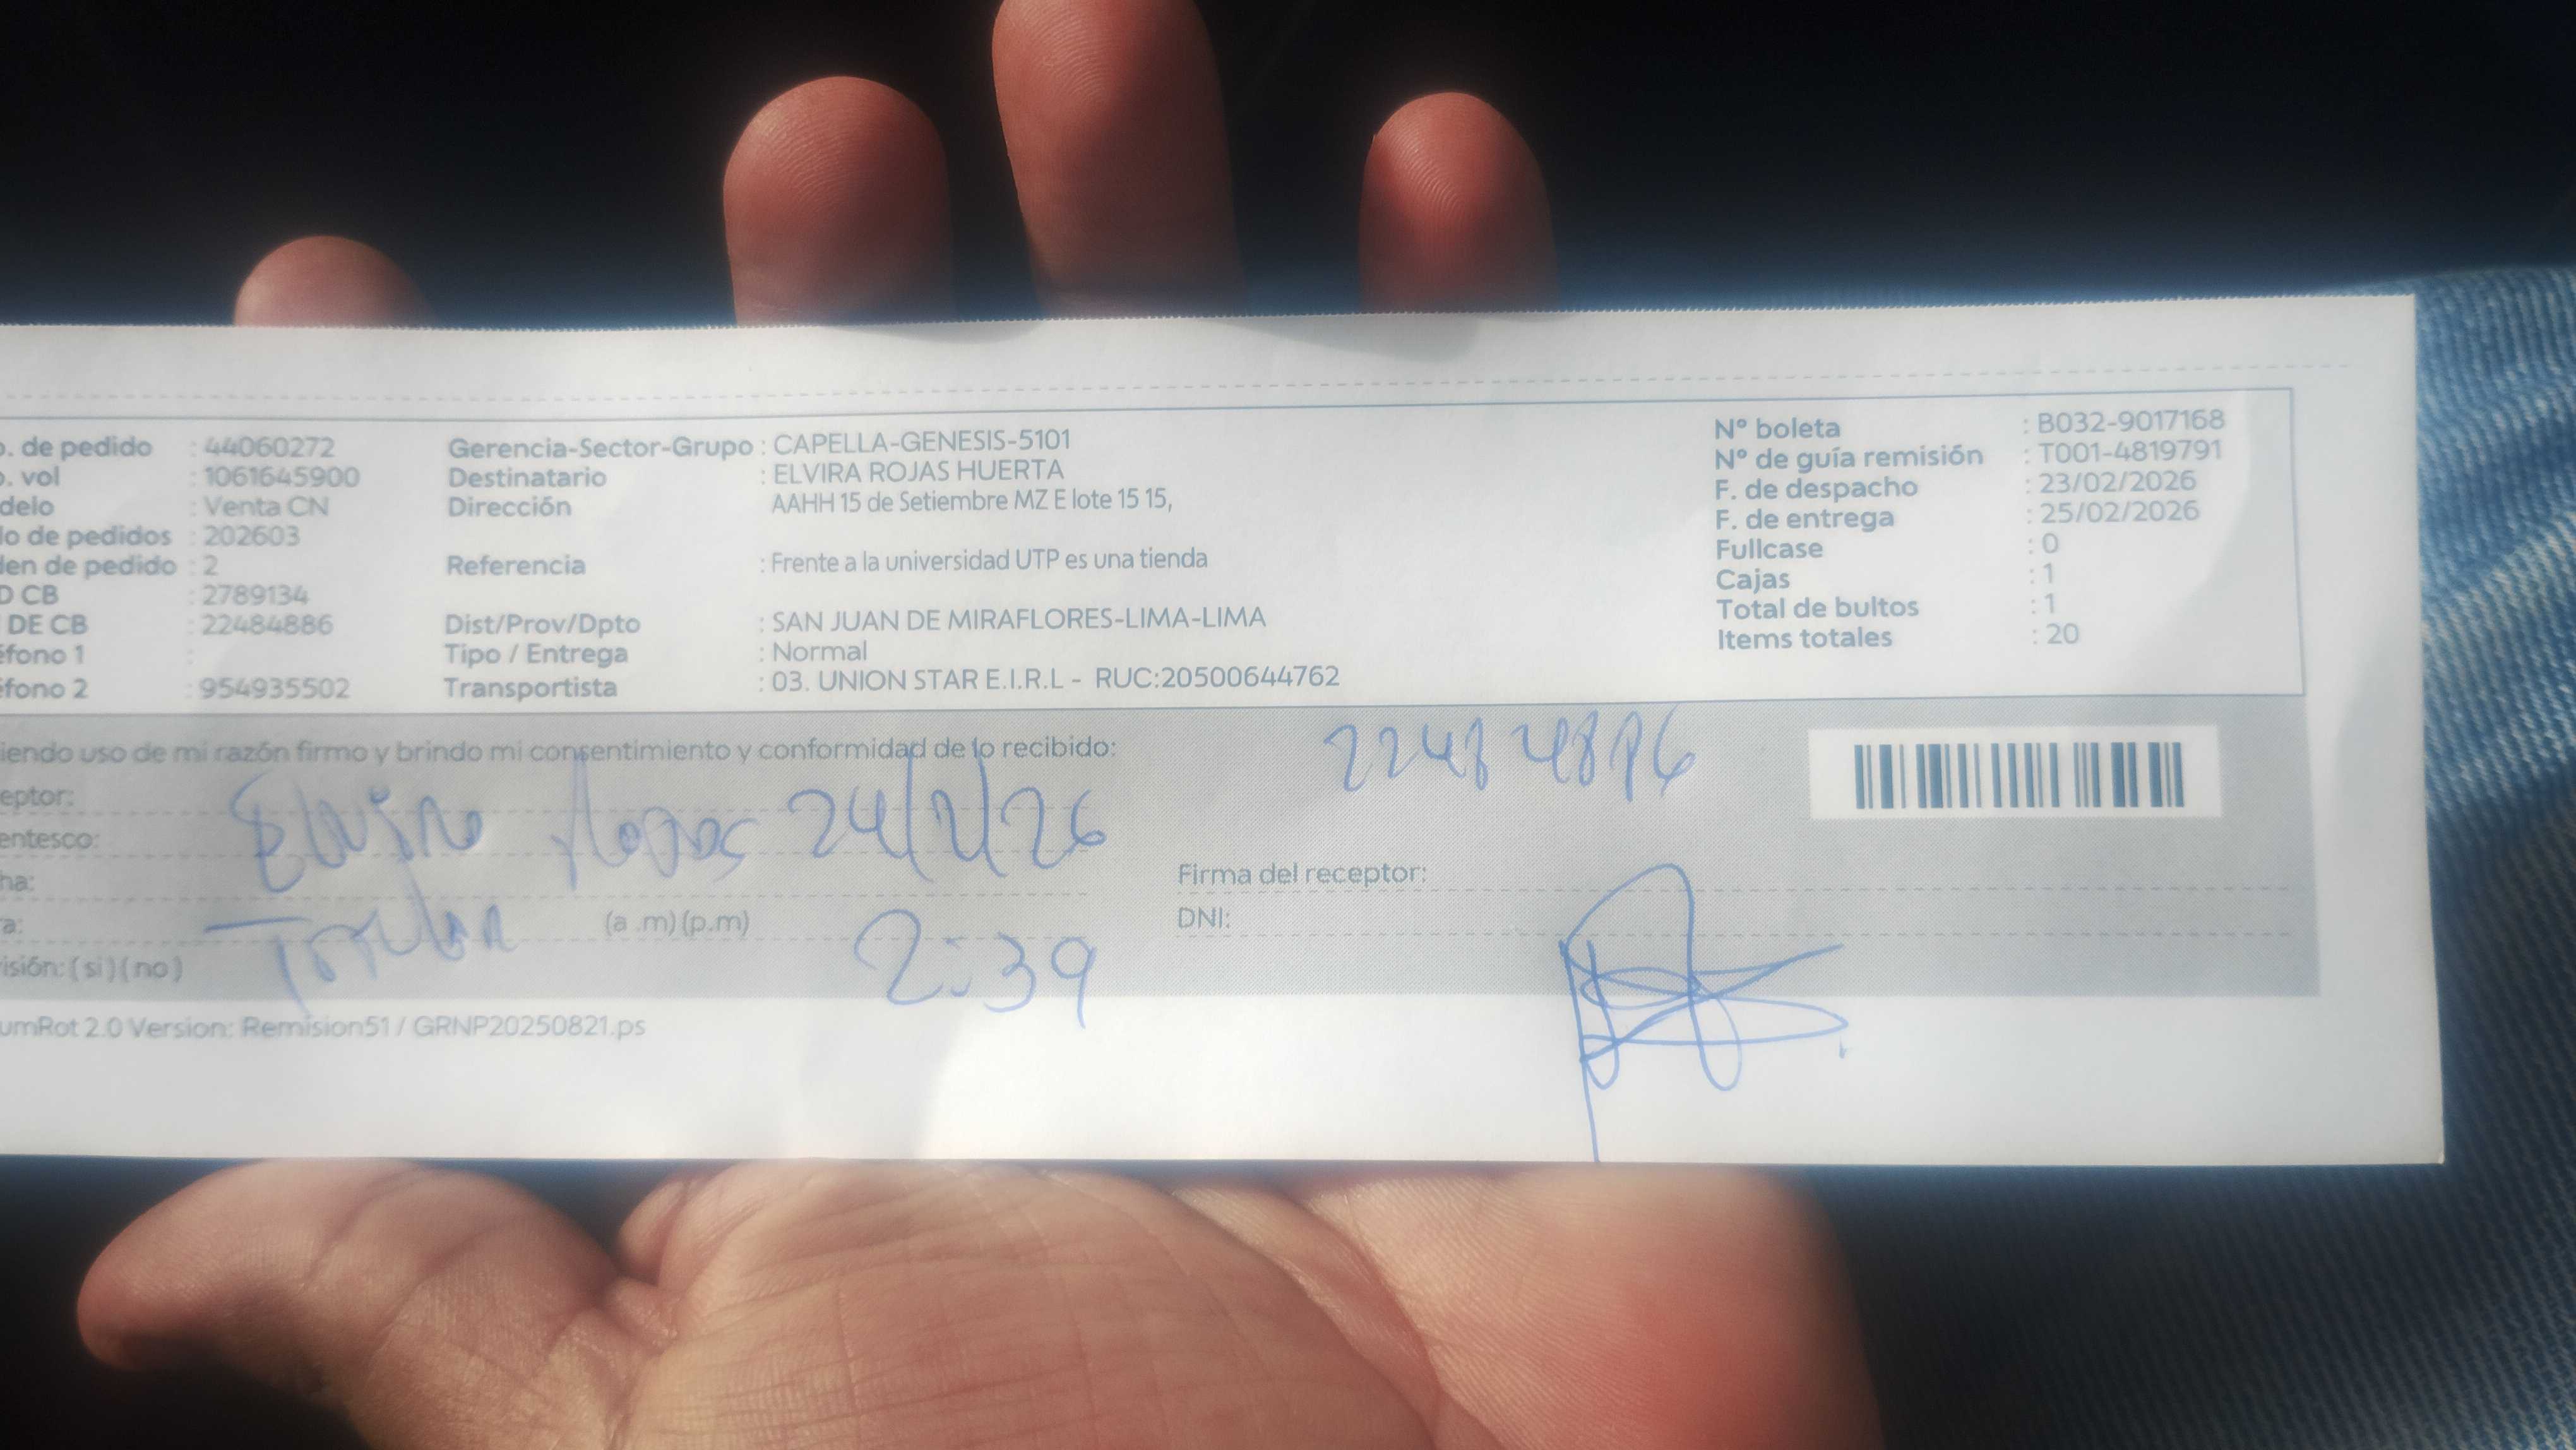 o. de pedido : 44060272 Gerencia-Sector-Grupo : CAPELLA-GENESIS-5101 N° boleta : B032-9017168
o. vol : 1061645900 Destinatario : ELVIRA ROJAS HUERTA N° de guía remisión : T001-4819791
delo : Venta CN Dirección AAHH 15 de Setiembre MZ E lote 15 15, F. de despacho : 23/02/2026
lo de pedidos : 202603 F. de entrega : 25/02/2026
len de pedido : 2 Referencia : Frente a la universidad UTP es una tienda Fullcase : 0
D CB : 2789134 Cajas : 1
DE CB : 22484886 Dist/Prov/Dpto : SAN JUAN DE MIRAFLORES-LIMA-LIMA Total de bultos : 1
éfono 1 : Tipo / Entrega : Normal Items totales : 20
éfono 2 : 954935502 Transportista : 03. UNION STAR E.I.R.L - RUC:20500644762
iendo uso de mi razón firmo y brindo mi consentimiento y conformidad de lo recibido: 22484886
eptor:
entesco: 24/2/26
ha: Firma del receptor:
a: (a .m) (p.m) DNI:
isión: (si) (no) 2:39
umRot 2.0 Version: Remision51 / GRNP20250821.ps